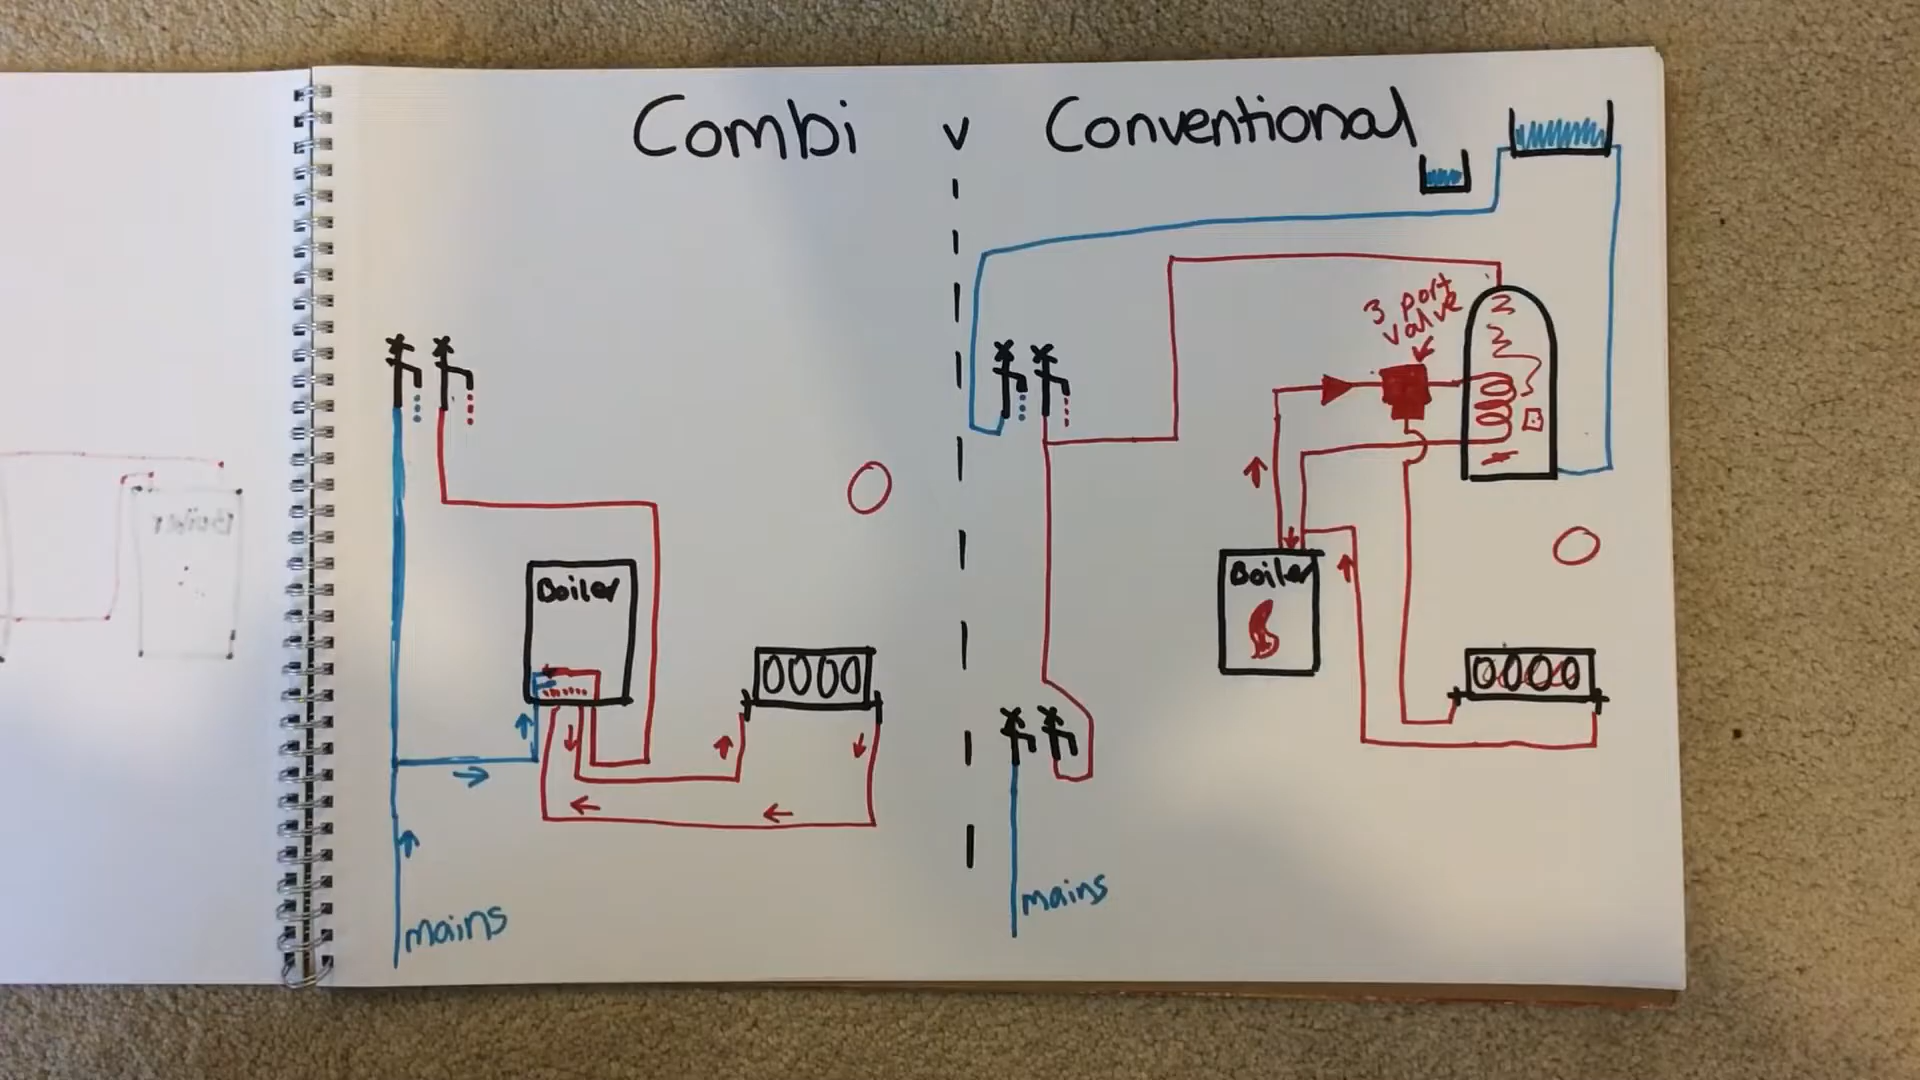 Combi v Conventional
3 port
valve
Boiler
Boiler
mains
mains